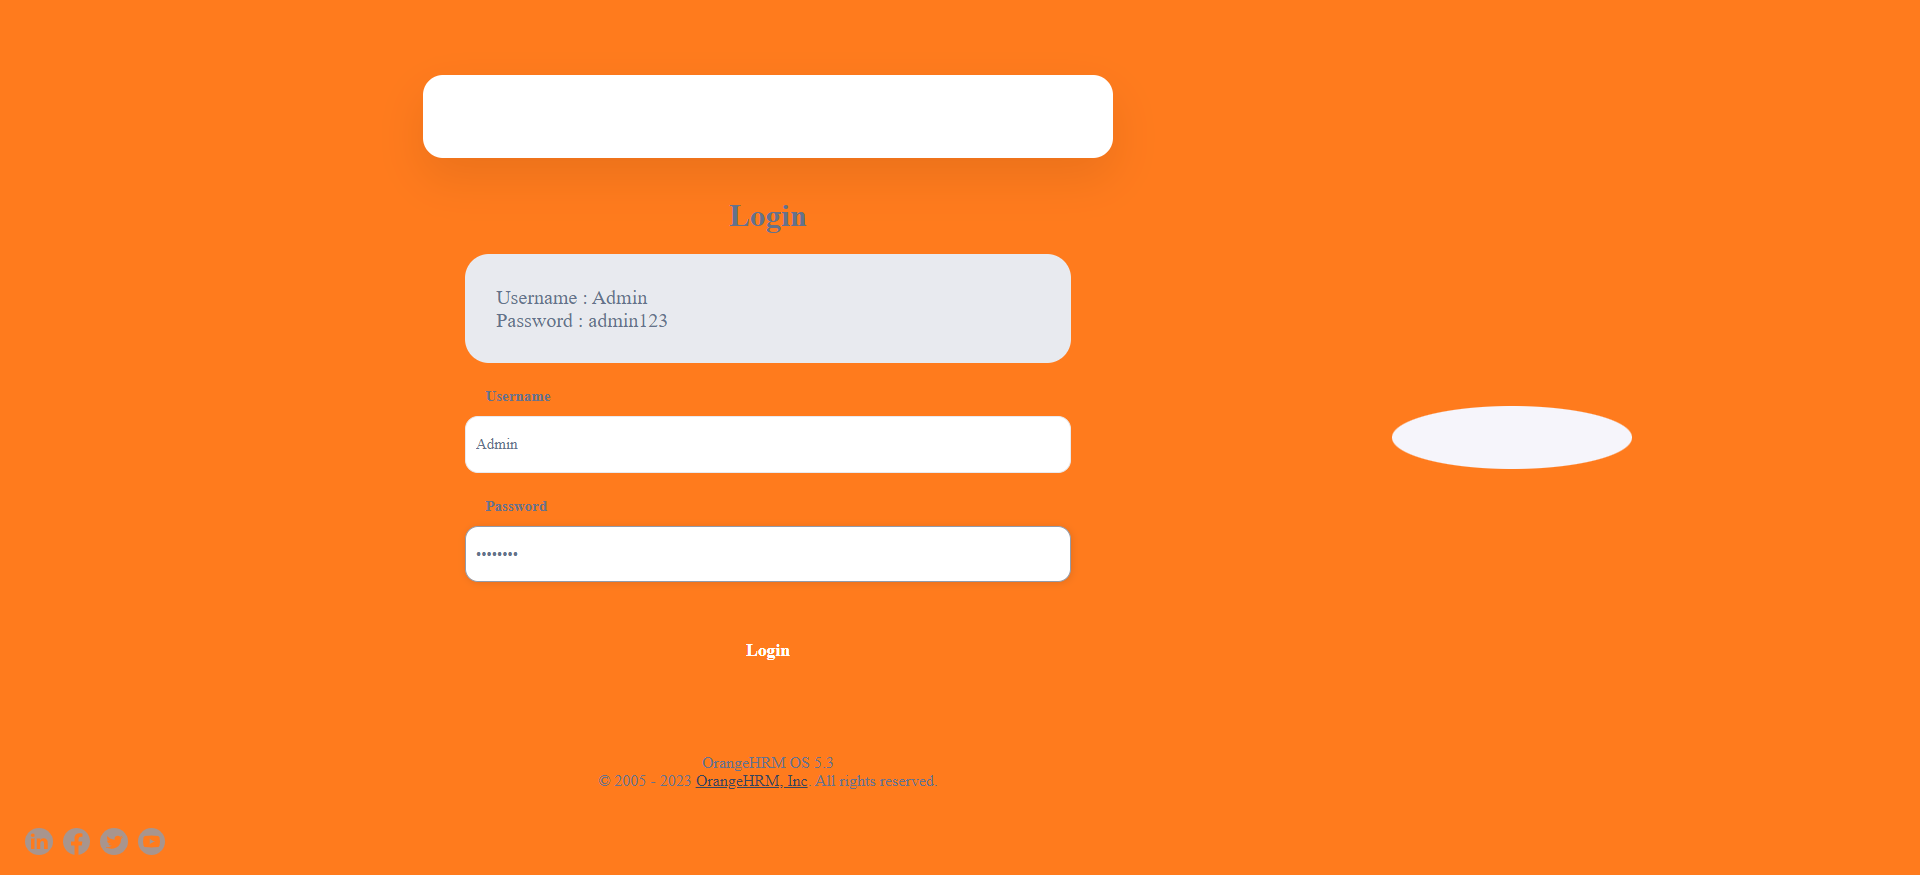 Login
Username : Admin
Password : admin123
Username
Admin
Password
••••••••
Login
OrangeHRM OS 5.3
© 2005 - 2023 OrangeHRM, Inc. All rights reserved.